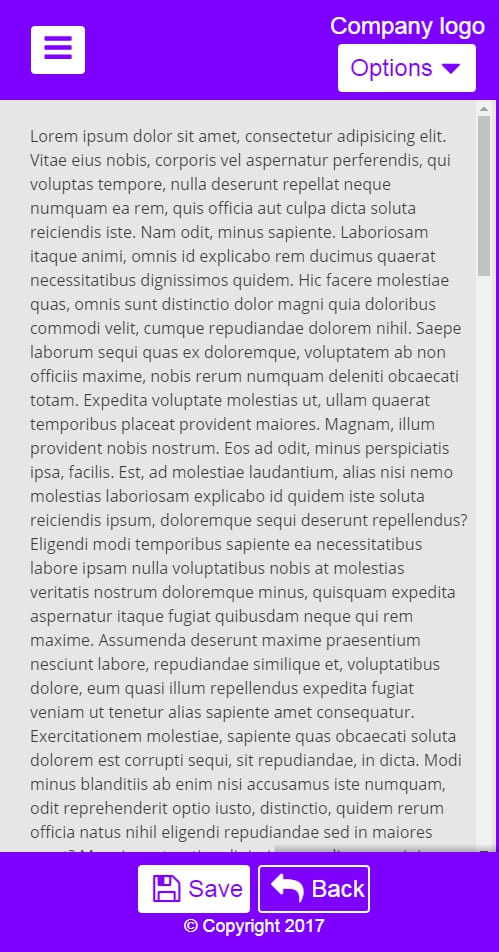 Company logo
Options
Lorem ipsum dolor sit amet, consectetur adipisicing elit.
Vitae eius nobis, corporis vel aspernatur perferendis, qui
voluptas tempore, nulla deserunt repellat neque
numquam ea rem, quis officia aut culpa dicta soluta
reiciendis iste. Nam odit, minus sapiente. Laboriosam
itaque animi, omnis id explicabo rem ducimus quaerat
necessitatibus dignissimos quidem. Hic facere molestiae
quas, omnis sunt distinctio dolor magni quia doloribus
commodi velit, cumque repudiandae dolorem nihil. Saepe
laborum sequi quas ex doloremque, voluptatem ab non
officiis maxime, nobis rerum numquam deleniti obcaecati
totam. Expedita voluptate molestias ut, ullam quaerat
temporibus placeat provident maiores. Magnam, illum
provident nobis nostrum. Eos ad odit, minus perspiciatis
ipsa, facilis. Est, ad molestiae laudantium, alias nisi nemo
molestias laboriosam explicabo id quidem iste soluta
reiciendis ipsum, doloremque sequi deserunt repellendus?
Eligendi modi temporibus sapiente ea necessitatibus
labore ipsam nulla voluptatibus nobis at molestias
veritatis nostrum doloremque minus, quisquam expedita
aspernatur itaque fugiat quibusdam neque qui rem
maxime. Assumenda deserunt maxime praesentium
nesciunt labore, repudiandae similique et, voluptatibus
dolore, eum quasi illum repellendus expedita fugiat
veniam ut tenetur alias sapiente amet consequatur.
Exercitationem molestiae, sapiente quas obcaecati soluta
dolorem est corrupti sequi, sit repudiandae, in dicta. Modi
minus blanditiis ab enim nisi accusamus iste numquam,
odit reprehenderit optio iusto, distinctio, quidem rerum
officia natus nihil eligendi repudiandae sed in maiores
Save Back
© Copyright 2017